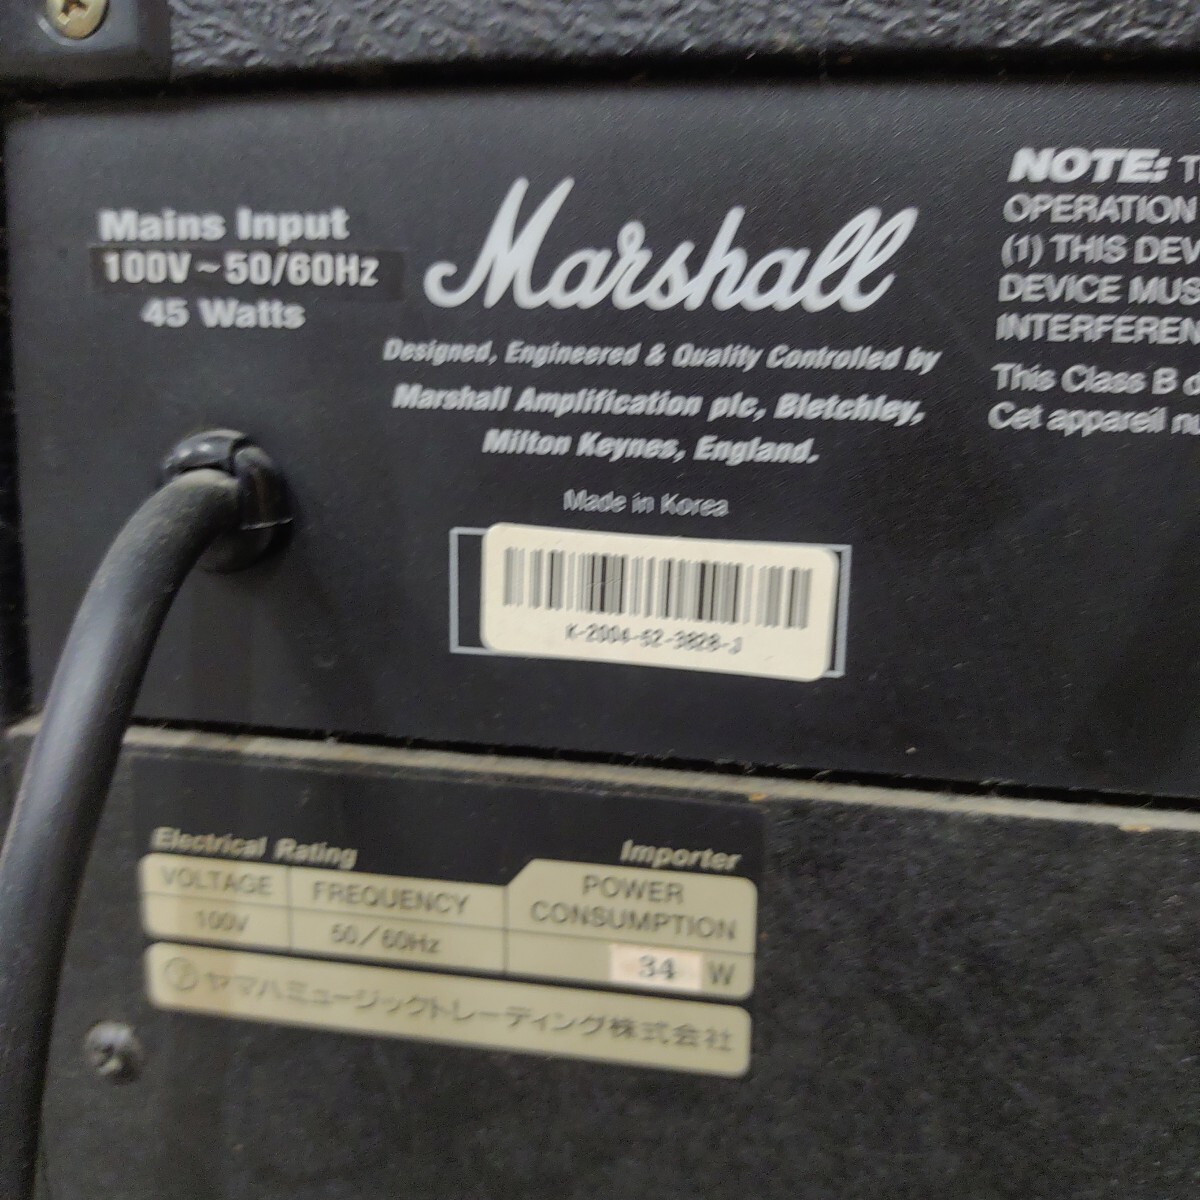 Mains Input
100V~50/60Hz
45 Watts
Marshall
Designed, Engineered & Quality Controlled by
Marshall Amplification plc, Bletchley,
Milton Keynes, England.
Made in Korea
K-2004-52-3828-J
NOTE:
OPERATION
(1) THIS
DEVICE
This Class B
Cet appareil
Electrical Rating
Importer
VOLTAGE FREQUENCY POWER CONSUMPTION
100V 50/60Hz 34 W
ヤマハミュージックトレーディング株式会社